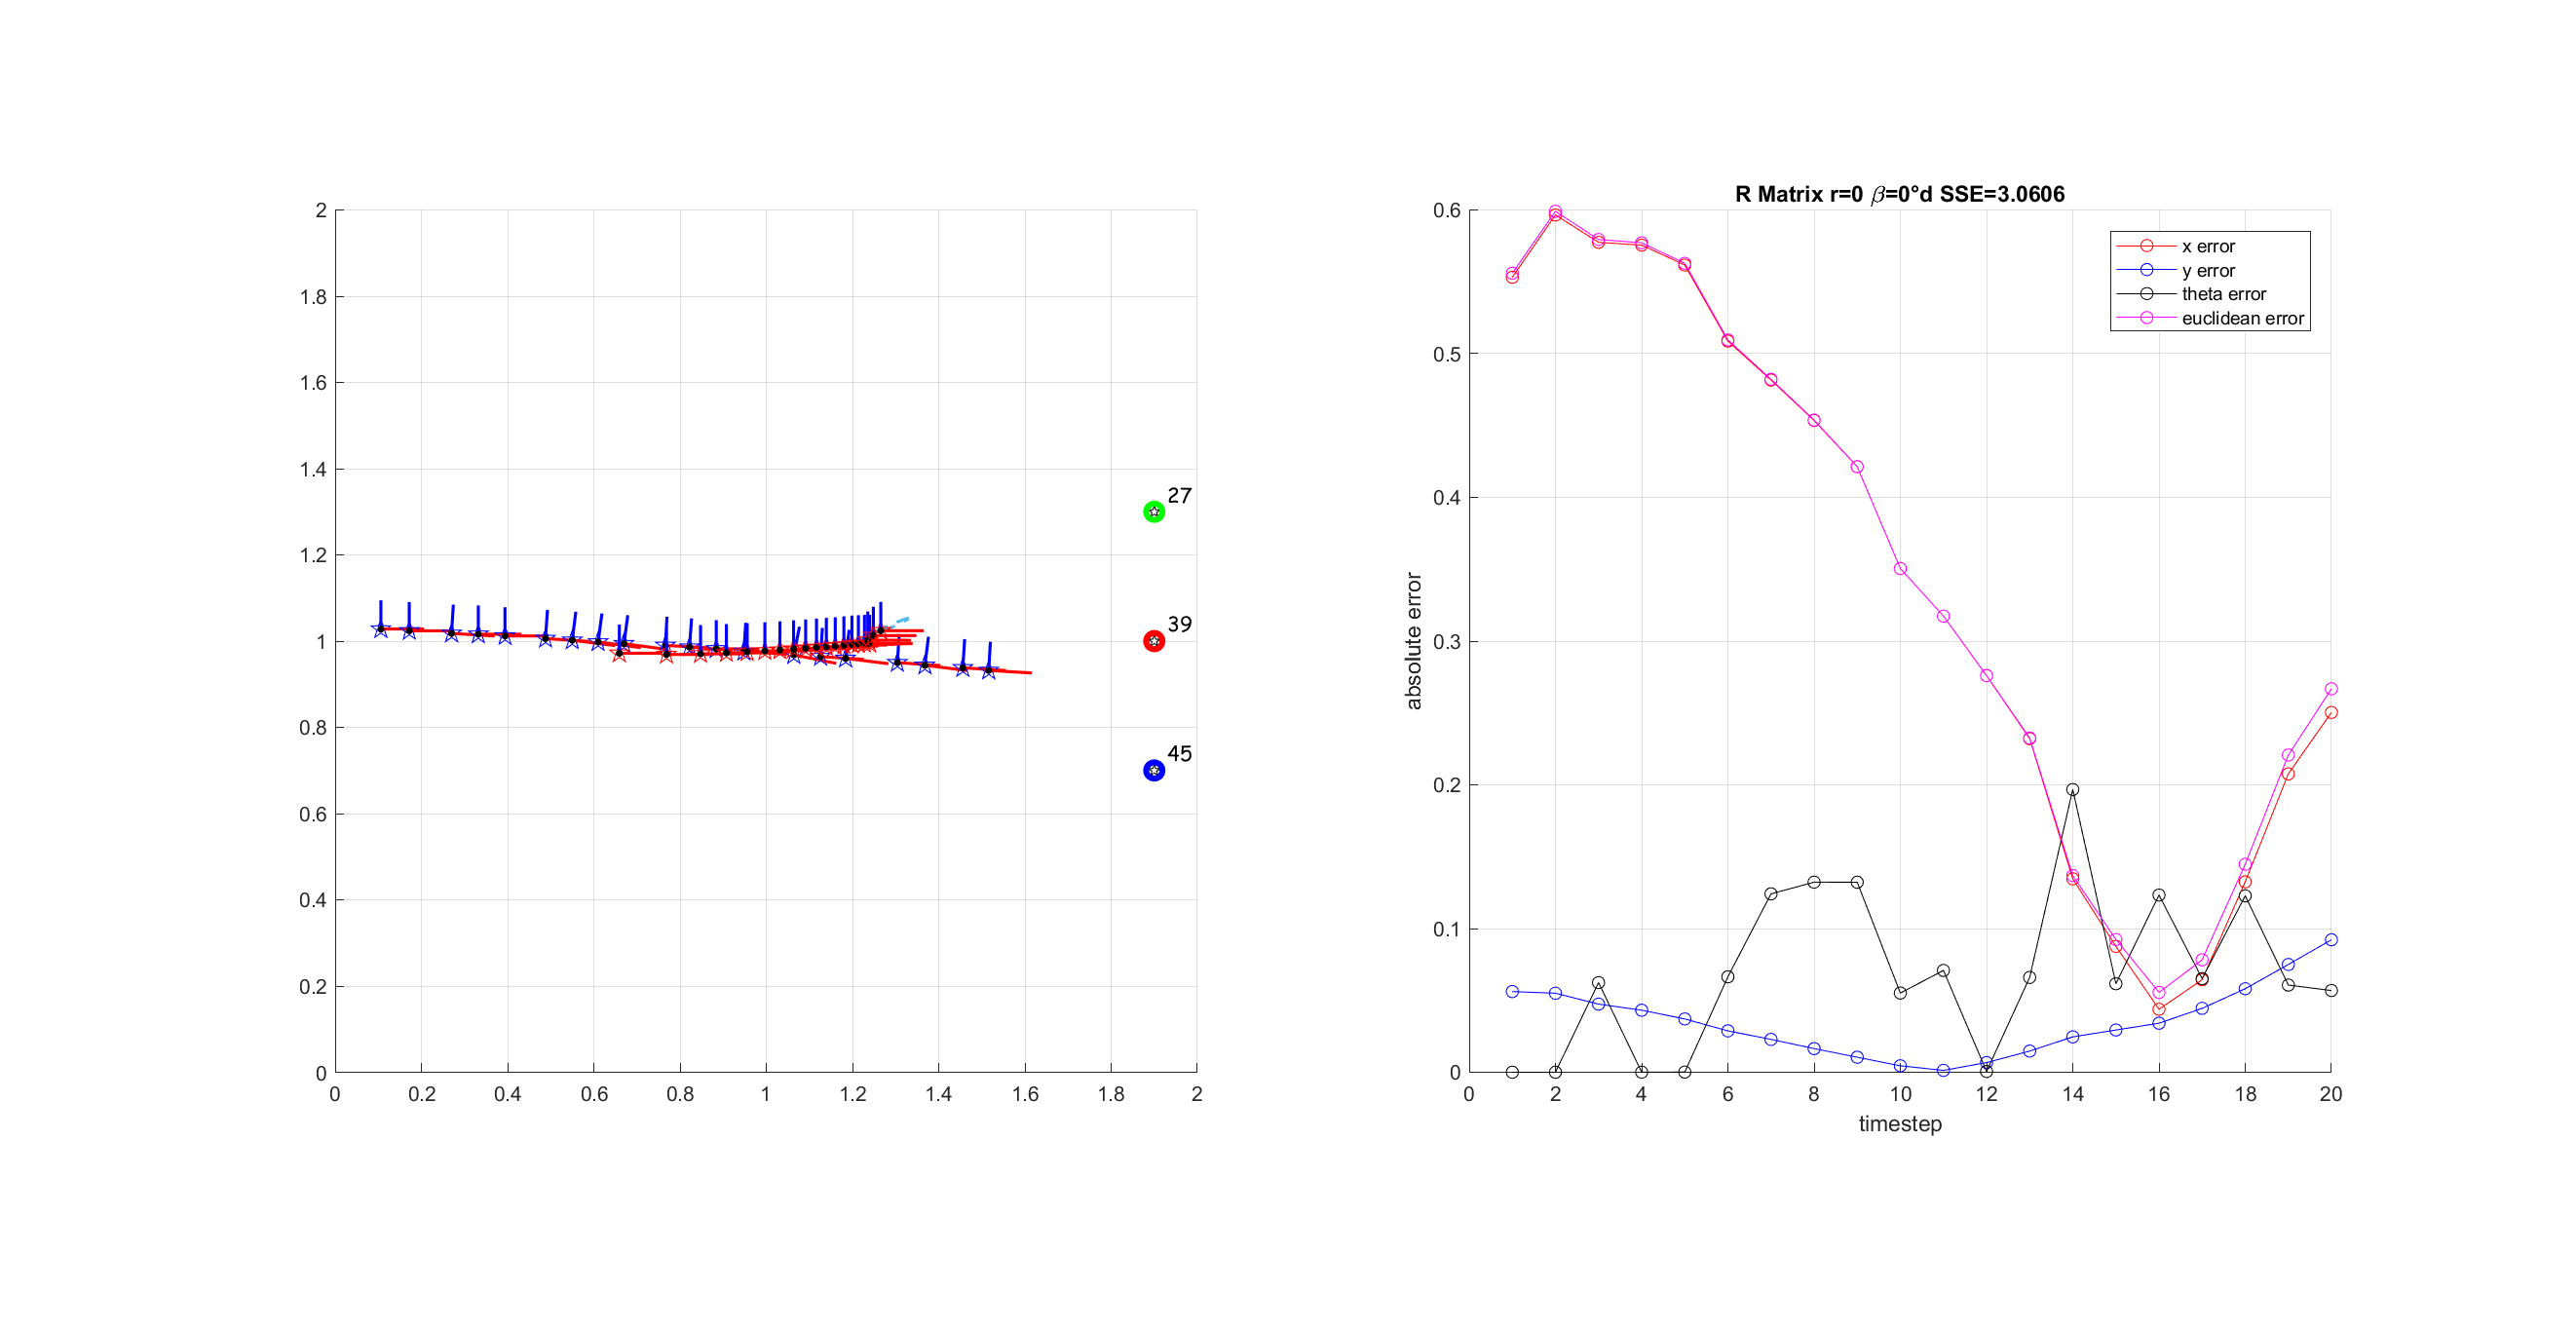 2
1.8
1.6
1.4
1.2
1
0.8
0.6
0.4
0.2
0
0 0.2 0.4 0.6 0.8 1 1.2 1.4 1.6 1.8 2
27
39
45
R Matrix r=0 β=0°d SSE=3.0606
absolute error
0.6
0.5
0.4
0.3
0.2
0.1
0
0 2 4 6 8 10 12 14 16 18 20
timestep
x error
y error
theta error
euclidean error